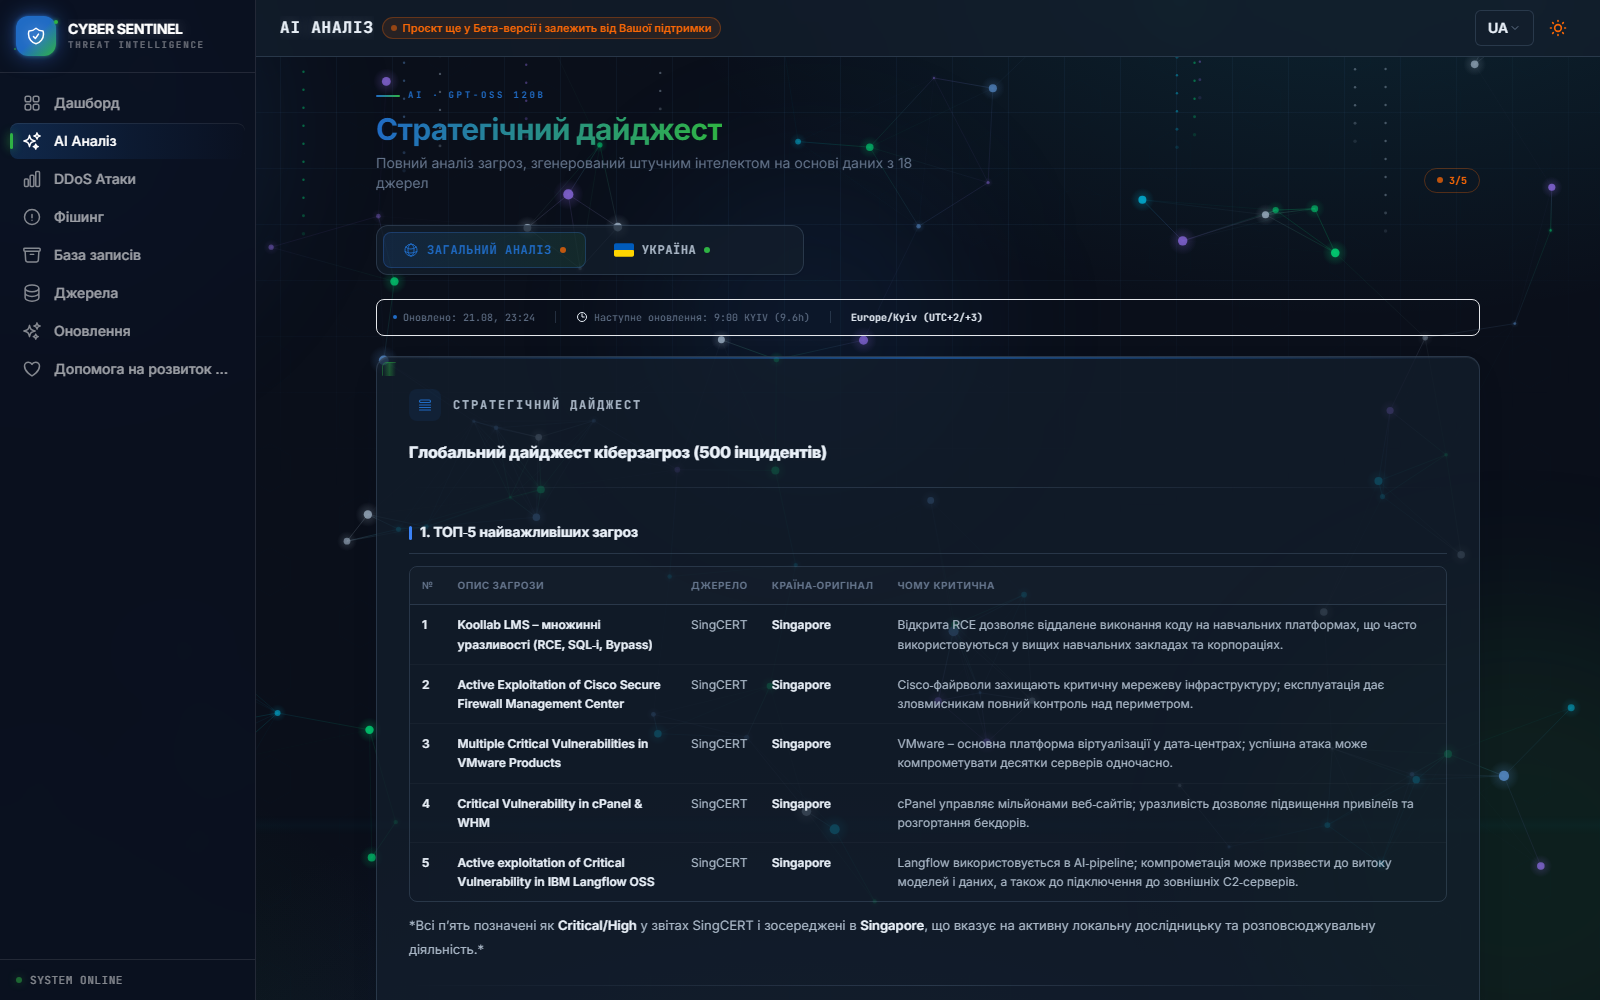 CYBER SENTINEL
THREAT INTELLIGENCE
Дашборд
AI Аналіз
DDoS Атаки
Фішинг
База записів
Джерела
Оновлення
Допомога на розвиток ...
SYSTEM ONLINE
AI АНАЛІЗ
Проєкт ще у Бета-версії і залежить від Вашої підтримки
UA
AI · GPT-OSS 120B
Стратегічний дайджест
Повний аналіз загроз, згенерований штучним інтелектом на основі даних з 18
джерел
3/5
ЗАГАЛЬНИЙ АНАЛІЗ
УКРАЇНА
Оновлено: 21.08, 23:24
Наступне оновлення: 9:00 KYIV (9.6h)
Europe/Kyiv (UTC+2/+3)
СТРАТЕГІЧНИЙ ДАЙДЖЕСТ
Глобальний дайджест кіберзагроз (500 інцидентів)
1. ТОП-5 найважливіших загроз
№ ОПИС ЗАГРОЗИ ДЖЕРЕЛО КРАЇНА-ОРИГІНАЛ ЧОМУ КРИТИЧНА
1 Koollab LMS – множинні SingCERT Singapore Відкрита RCE дозволяє віддалене виконання коду на навчальних платформах, що часто
уразливості (RCE, SQL-i, Bypass) використовуються у вищих навчальних закладах та корпораціях.
2 Active Exploitation of Cisco Secure SingCERT Singapore Cisco-файрволи захищають критичну мережеву інфраструктуру; експлуатація дає
Firewall Management Center зловмисникам повний контроль над периметром.
3 Multiple Critical Vulnerabilities in SingCERT Singapore VMware – основна платформа віртуалізації у дата-центрах; успішна атака може
VMware Products компрометувати десятки серверів одночасно.
4 Critical Vulnerability in cPanel & SingCERT Singapore cPanel управляє мільйонами веб-сайтів; уразливість дозволяє підвищення привілеїв та
WHM розгортання бекдорів.
5 Active exploitation of Critical SingCERT Singapore Langflow використовується в AI-pipeline; компрометація може призвести до витоку
Vulnerability in IBM Langflow OSS моделей і даних, а також до підключення до зовнішніх C2-серверів.
*Всі п'ять позначені як Critical/High у звітах SingCERT і зосереджені в Singapore, що вказує на активну локальну дослідницьку та розповсюджувальну
діяльність.*